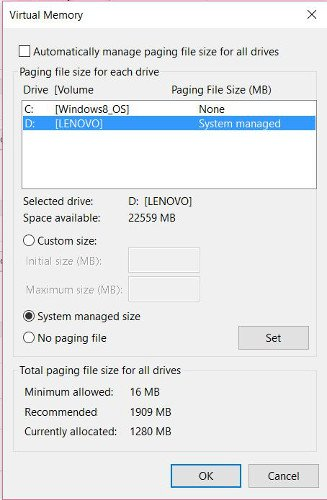 Virtual Memory
Automatically manage paging file size for all drives
Paging file size for each drive
Drive [Volume Paging File Size (MB)
C: [Windows8_OS] None
D: [LENOVO] System managed
Selected drive: D: [LENOVO]
Space available: 22559 MB
Custom size:
Initial size (MB):
Maximum size (MB):
System managed size
No paging file
Set
Total paging file size for all drives
Minimum allowed: 16 MB
Recommended 1909 MB
Currently allocated: 1280 MB
OK Cancel